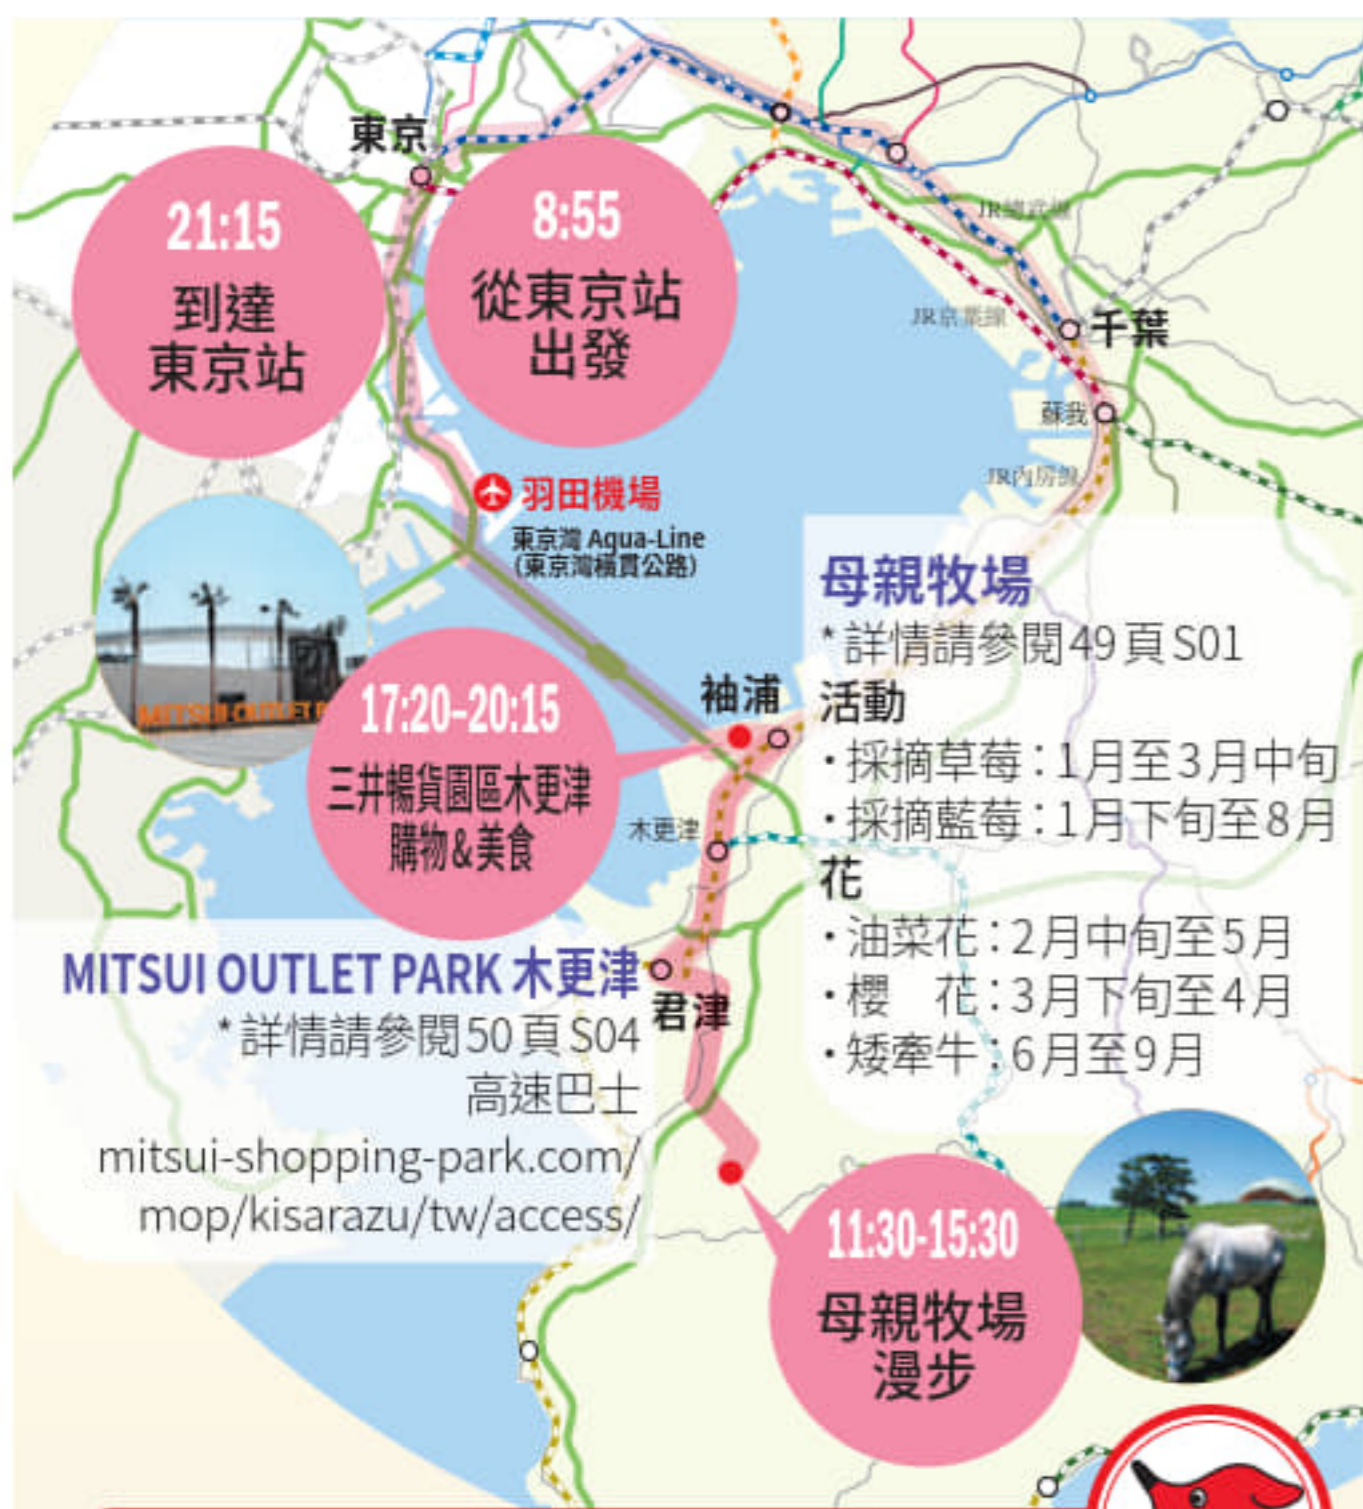 東京
21:15
到達
東京站
8:55
從東京站
出發
JR總武線
JR京葉線
千葉
蘇我
JR內房線
羽田機場
東京灣 Aqua-Line
(東京灣橫貫公路)
母親牧場
*詳情請參閱49頁S01
活動
・採摘草莓：1月至3月中旬
・採摘藍莓：1月下旬至8月
花
・油菜花：2月中旬至5月
・櫻　花：3月下旬至4月
・矮牽牛：6月至9月
MITSUI OUTLET P
袖浦
17:20-20:15
三井暢貨園區木更津
購物&美食
木更津
MITSUI OUTLET PARK 木更津
*詳情請參閱50頁S04
高速巴士
mitsui-shopping-park.com/
mop/kisarazu/tw/access/
君津
11:30-15:30
母親牧場
漫步